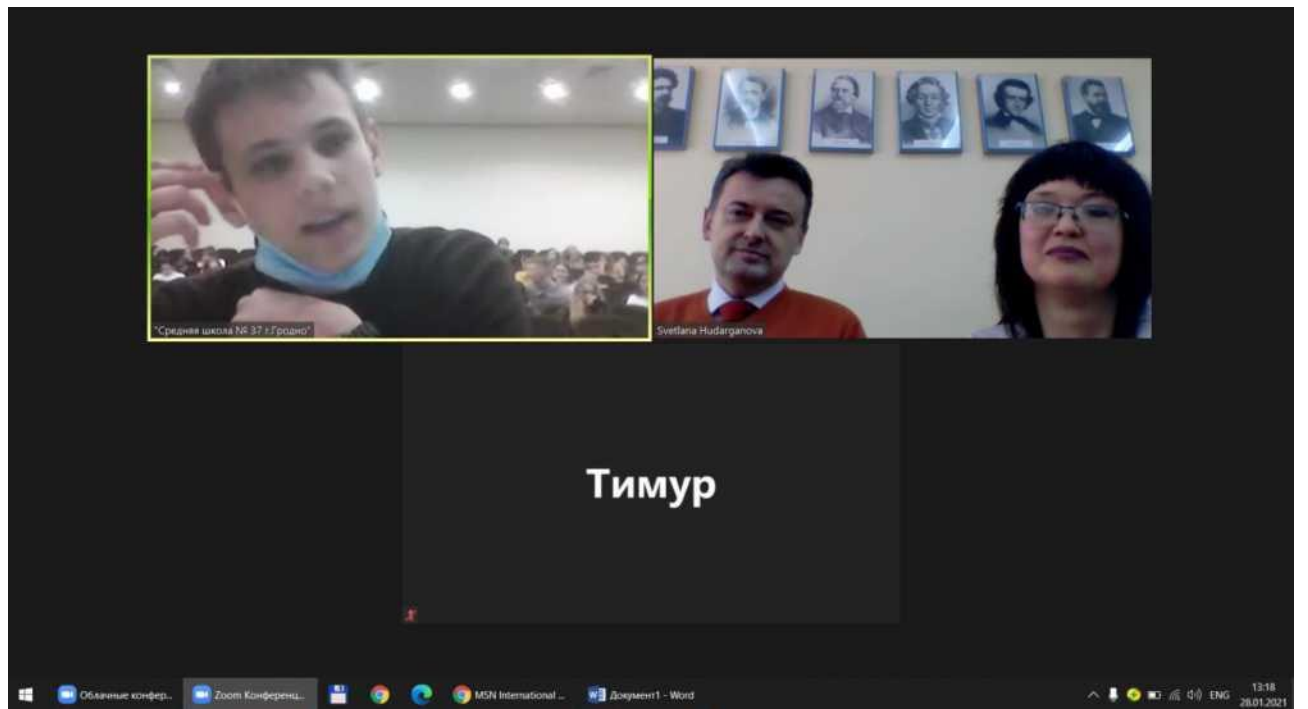 "Средняя школа № 37 г.Гродно"
Svetlana Hudarganova
Тимур
Облачные конфер...
Zoom Конференц...
MSN International ...
Документ1 - Word
ENG
13:18
28.01.2021